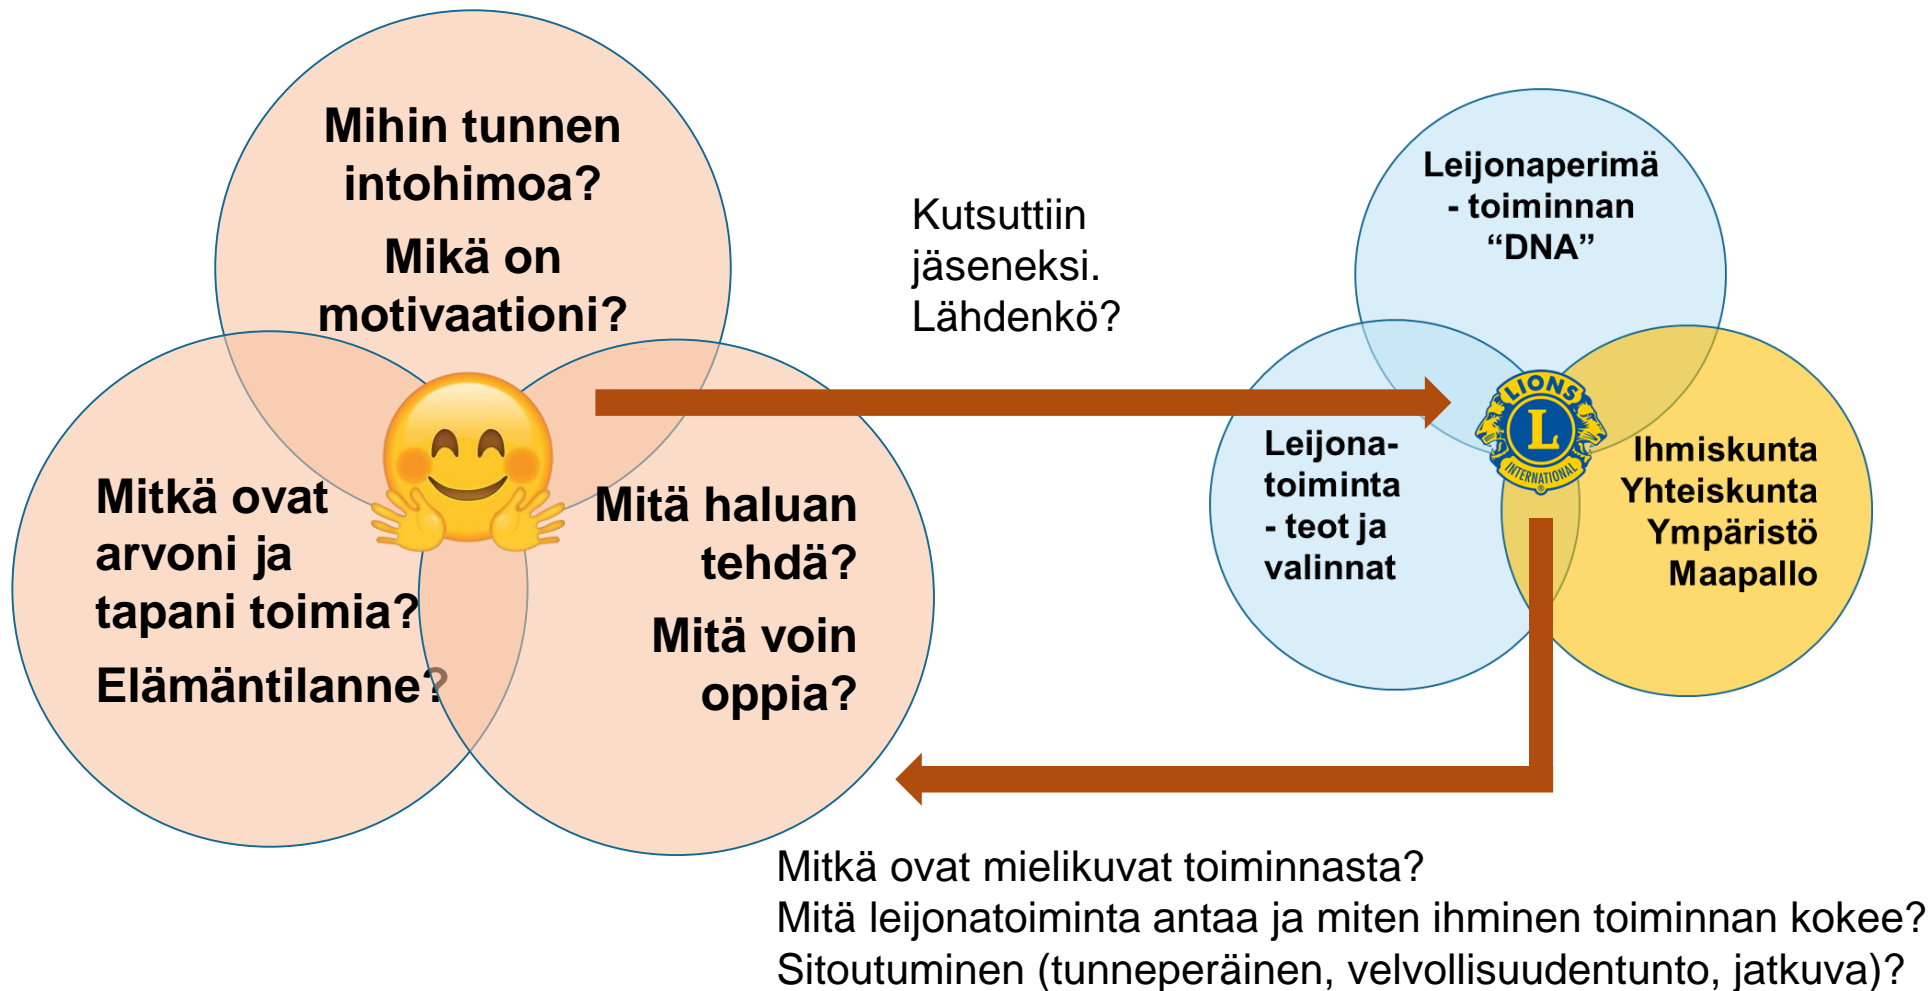 Mihin tunnen
intohimoa?
Mikä on
motivaationi?
Mitkä ovat
arvoni ja
tapani toimia?
Elämäntilanne?
Mitä haluan
tehdä?
Mitä voin
oppia?
Kutsuttiin
jäseneksi.
Lähdenkö?
Leijonaperimä
- toiminnan
“DNA”
Leijona-
toiminta
- teot ja
valinnat
LIONS
L
INTERNATIONAL
®
Ihmiskunta
Yhteiskunta
Ympäristö
Maapallo
Mitkä ovat mielikuvat toiminnasta?
Mitä leijonatoiminta antaa ja miten ihminen toiminnan kokee?
Sitoutuminen (tunneperäinen, velvollisuudentunto, jatkuva)?